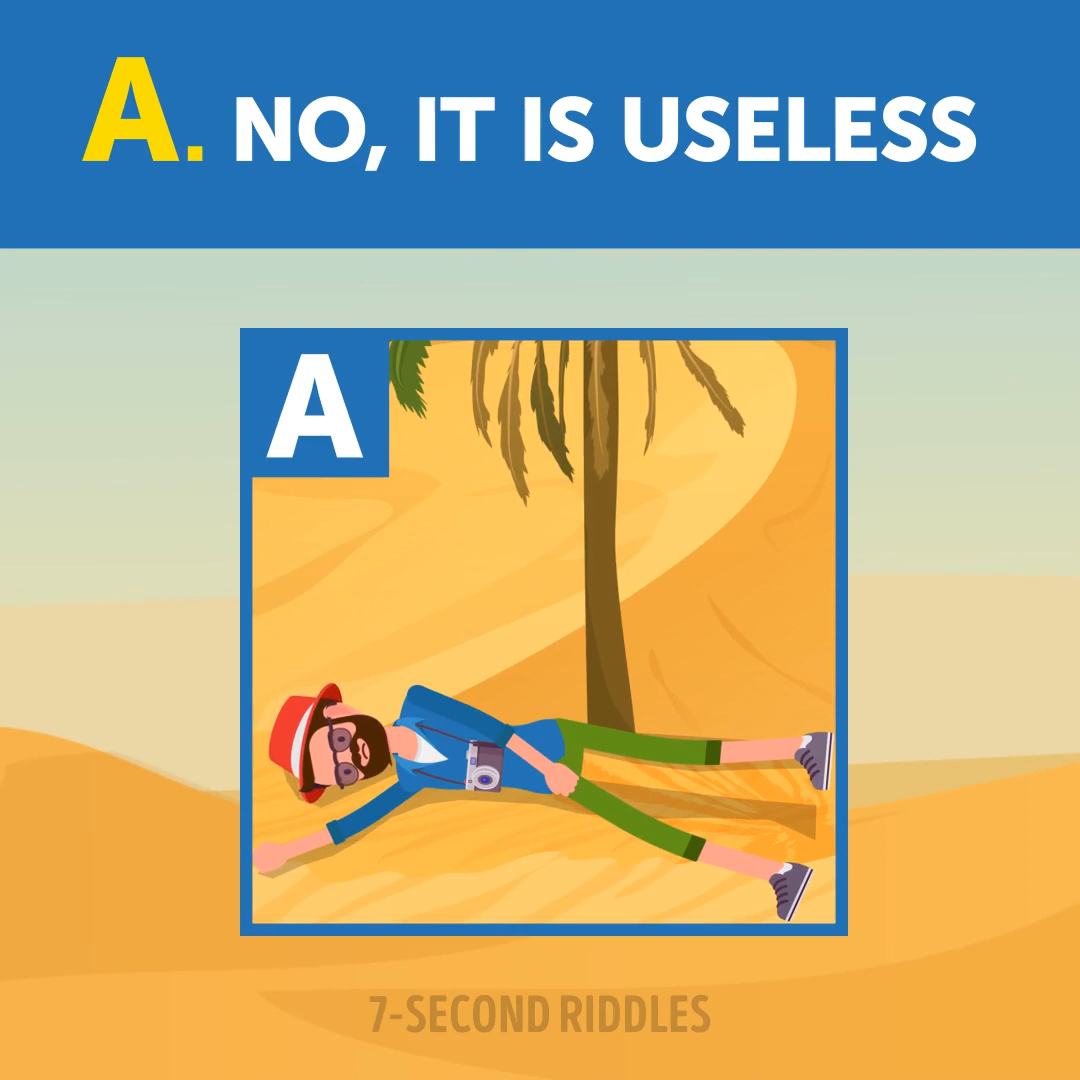 A. NO, IT IS USELESS
A
7-SECOND RIDDLES